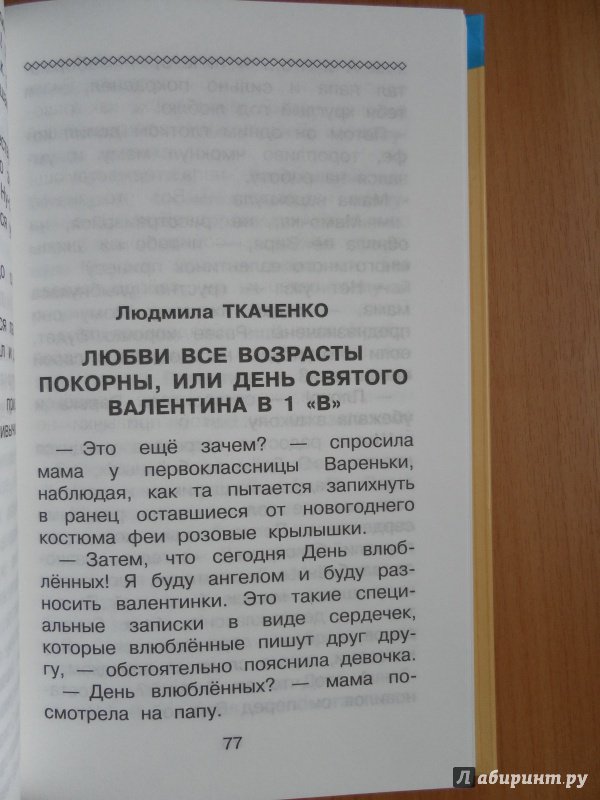 Людмила ТКАЧЕНКО
ЛЮБВИ ВСЕ ВОЗРАСТЫ
ПОКОРНЫ, ИЛИ ДЕНЬ СВЯТОГО
ВАЛЕНТИНА В 1 «В»
— Это ещё зачем? — спросила
мама у первоклассницы Вареньки,
наблюдая, как та пытается запихнуть
в ранец оставшиеся от новогоднего
костюма феи розовые крылышки.
— Затем, что сегодня День влюб-
лённых! Я буду ангелом и буду раз-
носить валентинки. Это такие специ-
альные записки в виде сердечек,
которые влюблённые пишут друг дру-
гу, — обстоятельно пояснила девочка.
— День влюблённых? — мама по-
смотрела на папу.
77
Лабиринт.ру